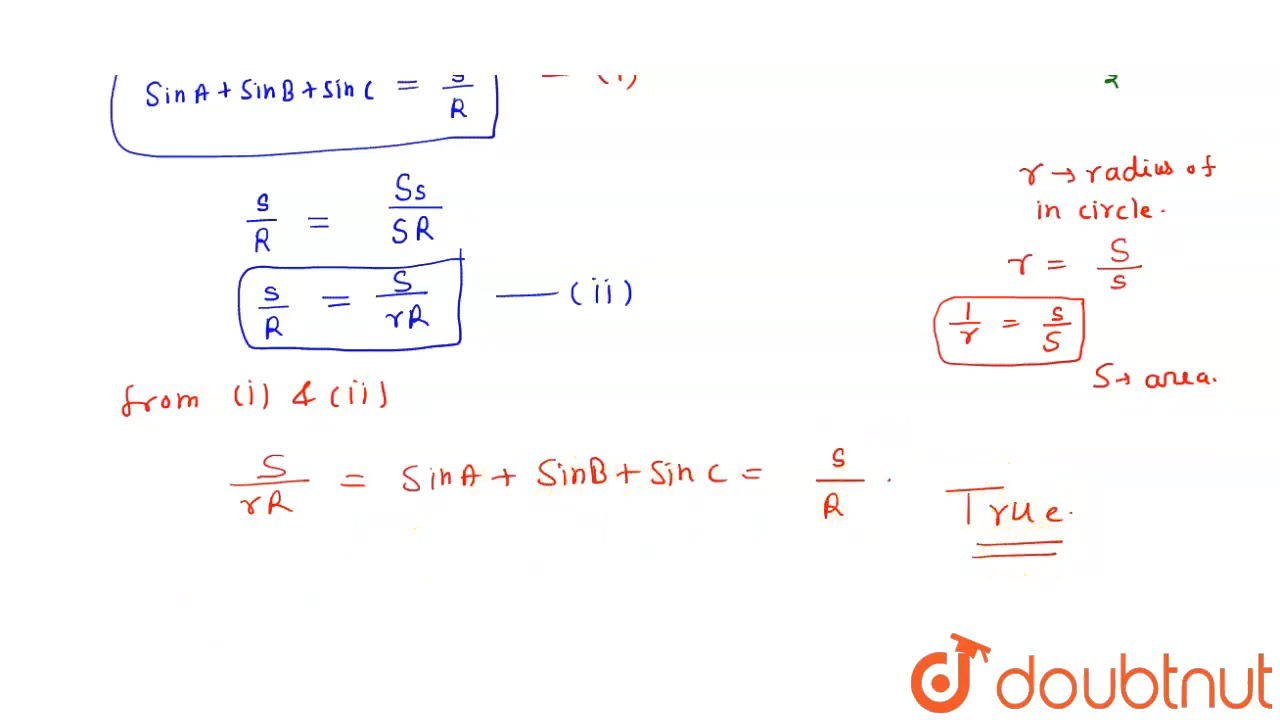 Sin A + Sin B + Sin C = s/R — (i)
2
s/R = Ss/SR
s/R = S/rR — (ii)
r → radius of
in circle.
r = S/s
1/r = s/S
S → area.
from (i) & (ii)
S/rR = Sin A + Sin B + Sin C = s/R .
True.
doubtnut